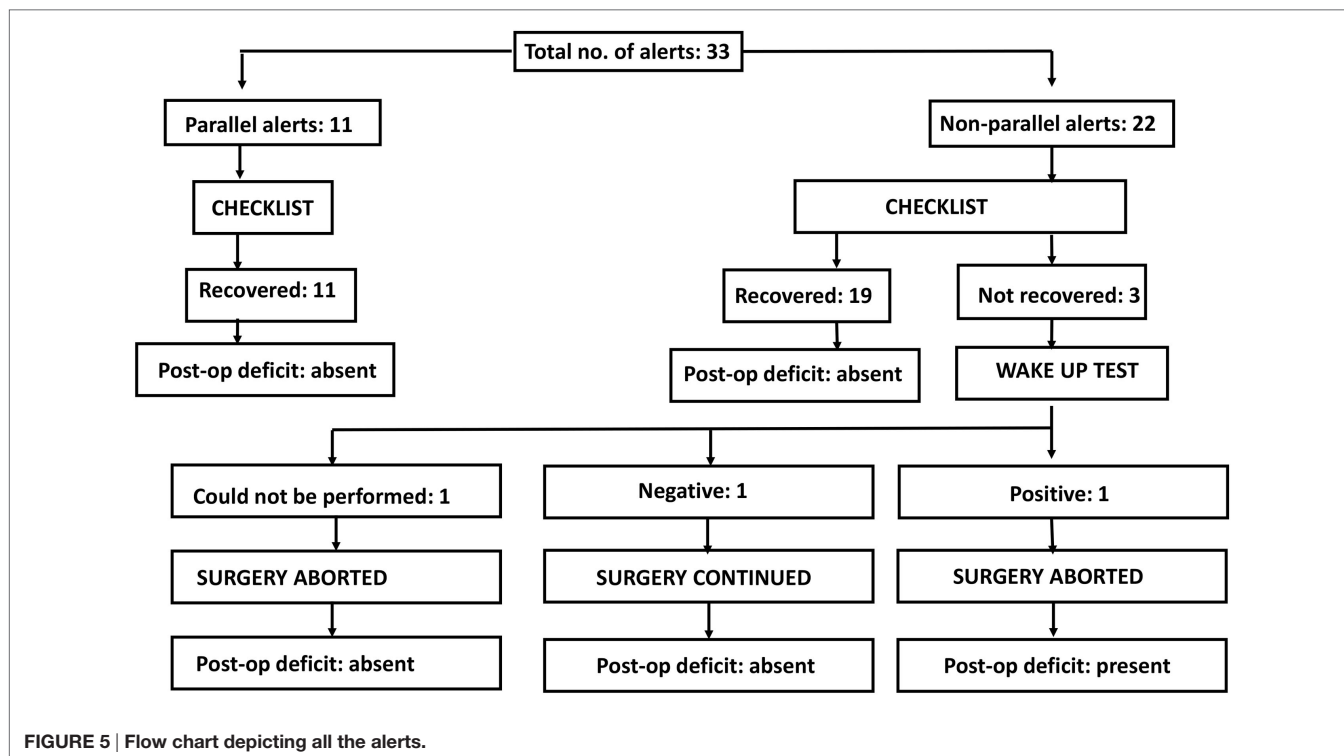 Total no. of alerts: 33
Parallel alerts: 11
Non-parallel alerts: 22
CHECKLIST
CHECKLIST
Recovered: 11
Recovered: 19
Not recovered: 3
Post-op deficit: absent
Post-op deficit: absent
WAKE UP TEST
Could not be performed: 1
Negative: 1
Positive: 1
SURGERY ABORTED
SURGERY CONTINUED
SURGERY ABORTED
Post-op deficit: absent
Post-op deficit: absent
Post-op deficit: present
FIGURE 5 | Flow chart depicting all the alerts.